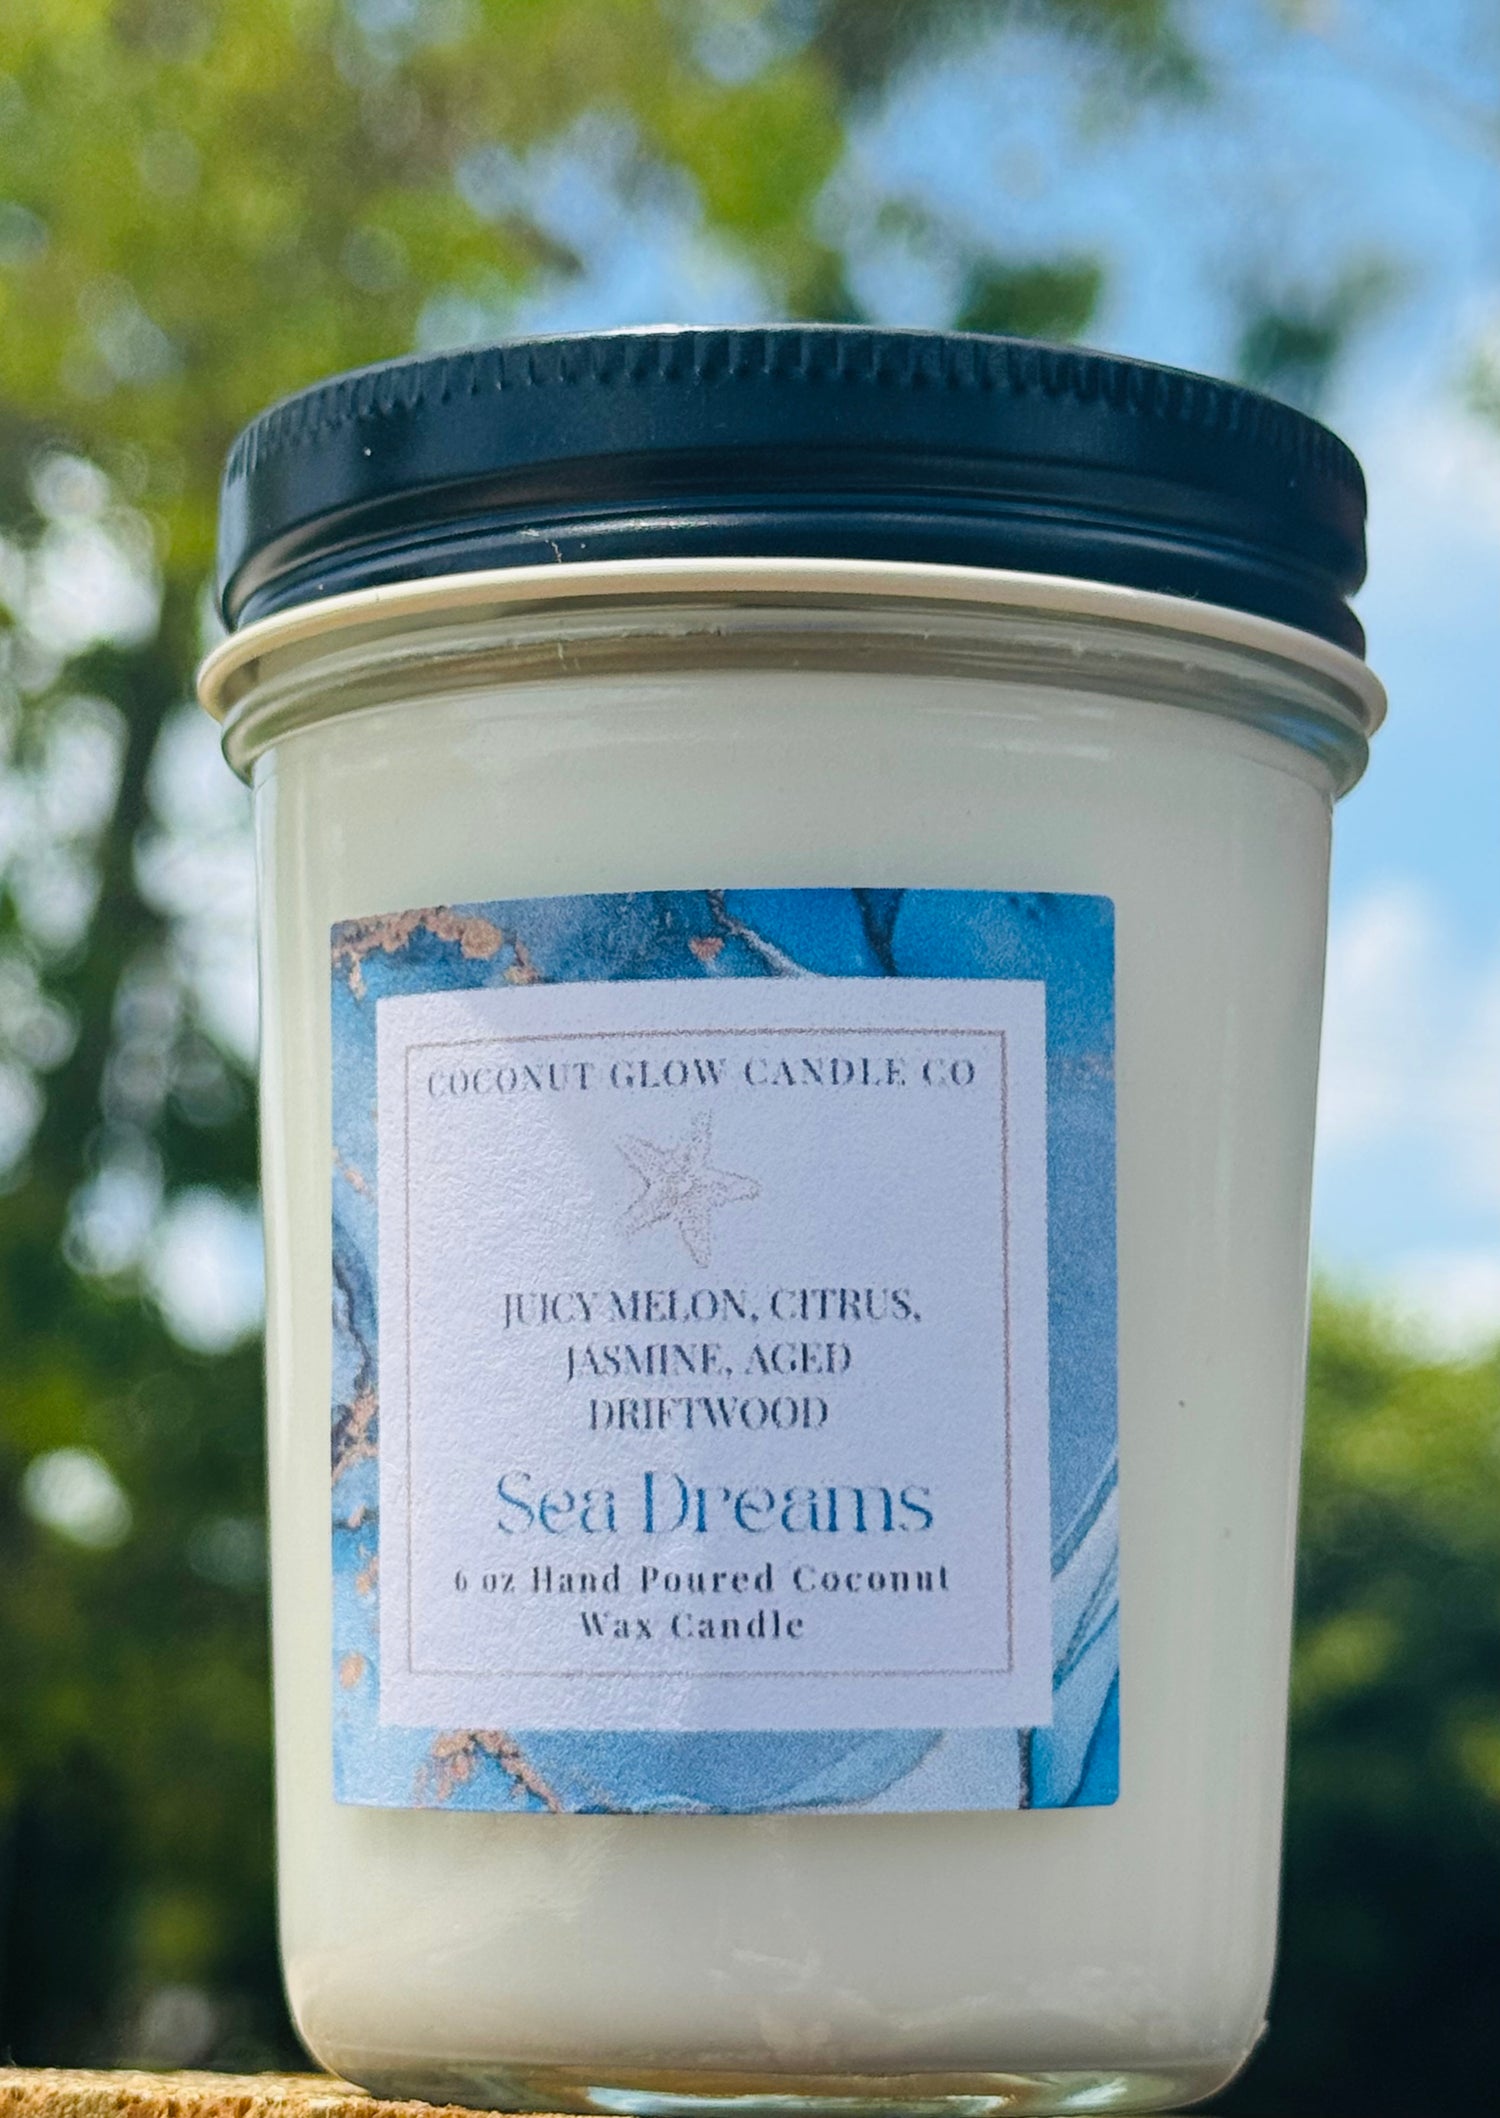 COCONUT GLOW CANDLE CO
JUICY MELON, CITRUS,
JASMINE, AGED
DRIFTWOOD
Sea Dreams
6 oz Hand Poured Coconut
Wax Candle